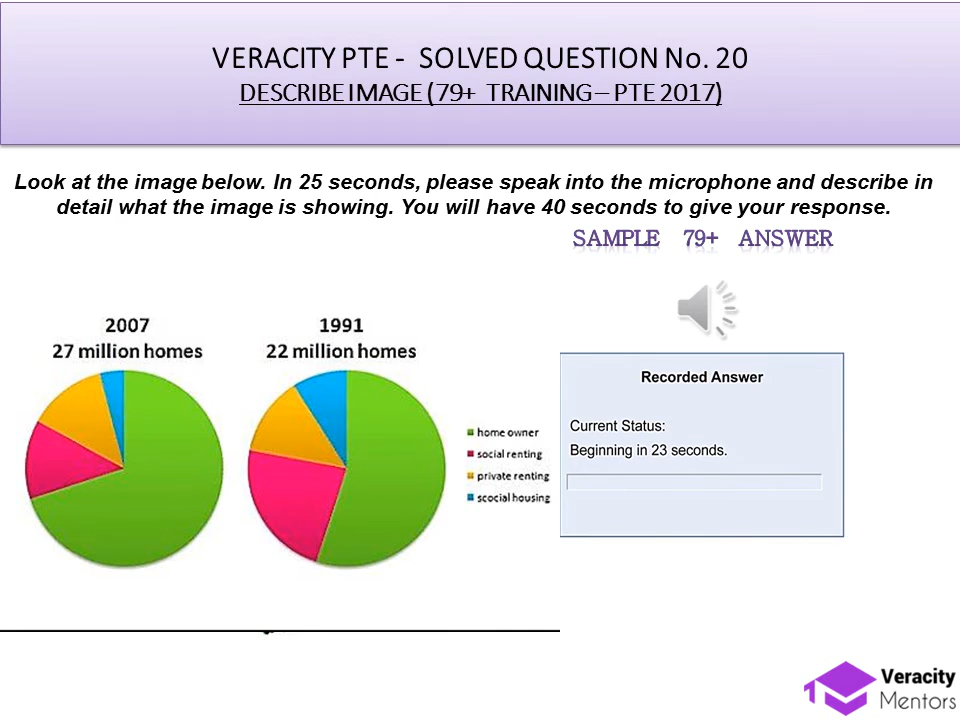 VERACITY PTE - SOLVED QUESTION No. 20
DESCRIBE IMAGE (79+ TRAINING – PTE 2017)
Look at the image below. In 25 seconds, please speak into the microphone and describe in
detail what the image is showing. You will have 40 seconds to give your response.
SAMPLE 79+ ANSWER
2007
27 million homes
1991
22 million homes
home owner
social renting
private renting
scocial housing
Recorded Answer
Current Status:
Beginning in 23 seconds.
Veracity
Mentors